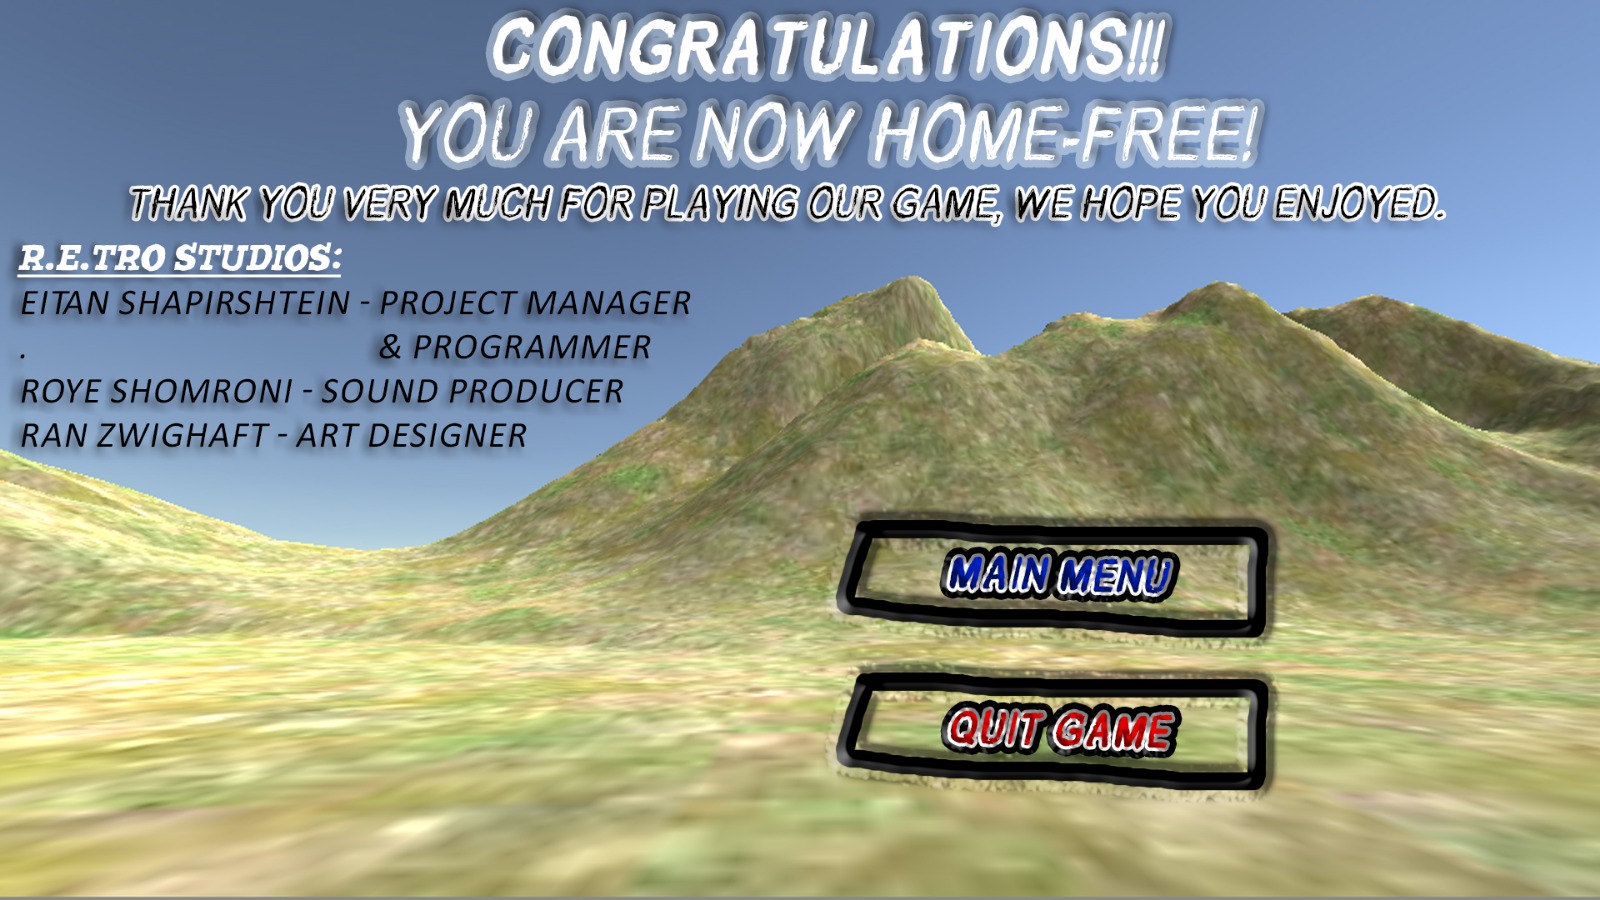 CONGRATULATIONS!!!
YOU ARE NOW HOME-FREE!
THANK YOU VERY MUCH FOR PLAYING OUR GAME, WE HOPE YOU ENJOYED.
R.E.TRO STUDIOS:
EITAN SHAPIRSHTEIN - PROJECT MANAGER
. & PROGRAMMER
ROYE SHOMRONI - SOUND PRODUCER
RAN ZWIGHAFT - ART DESIGNER
MAIN MENU
QUIT GAME